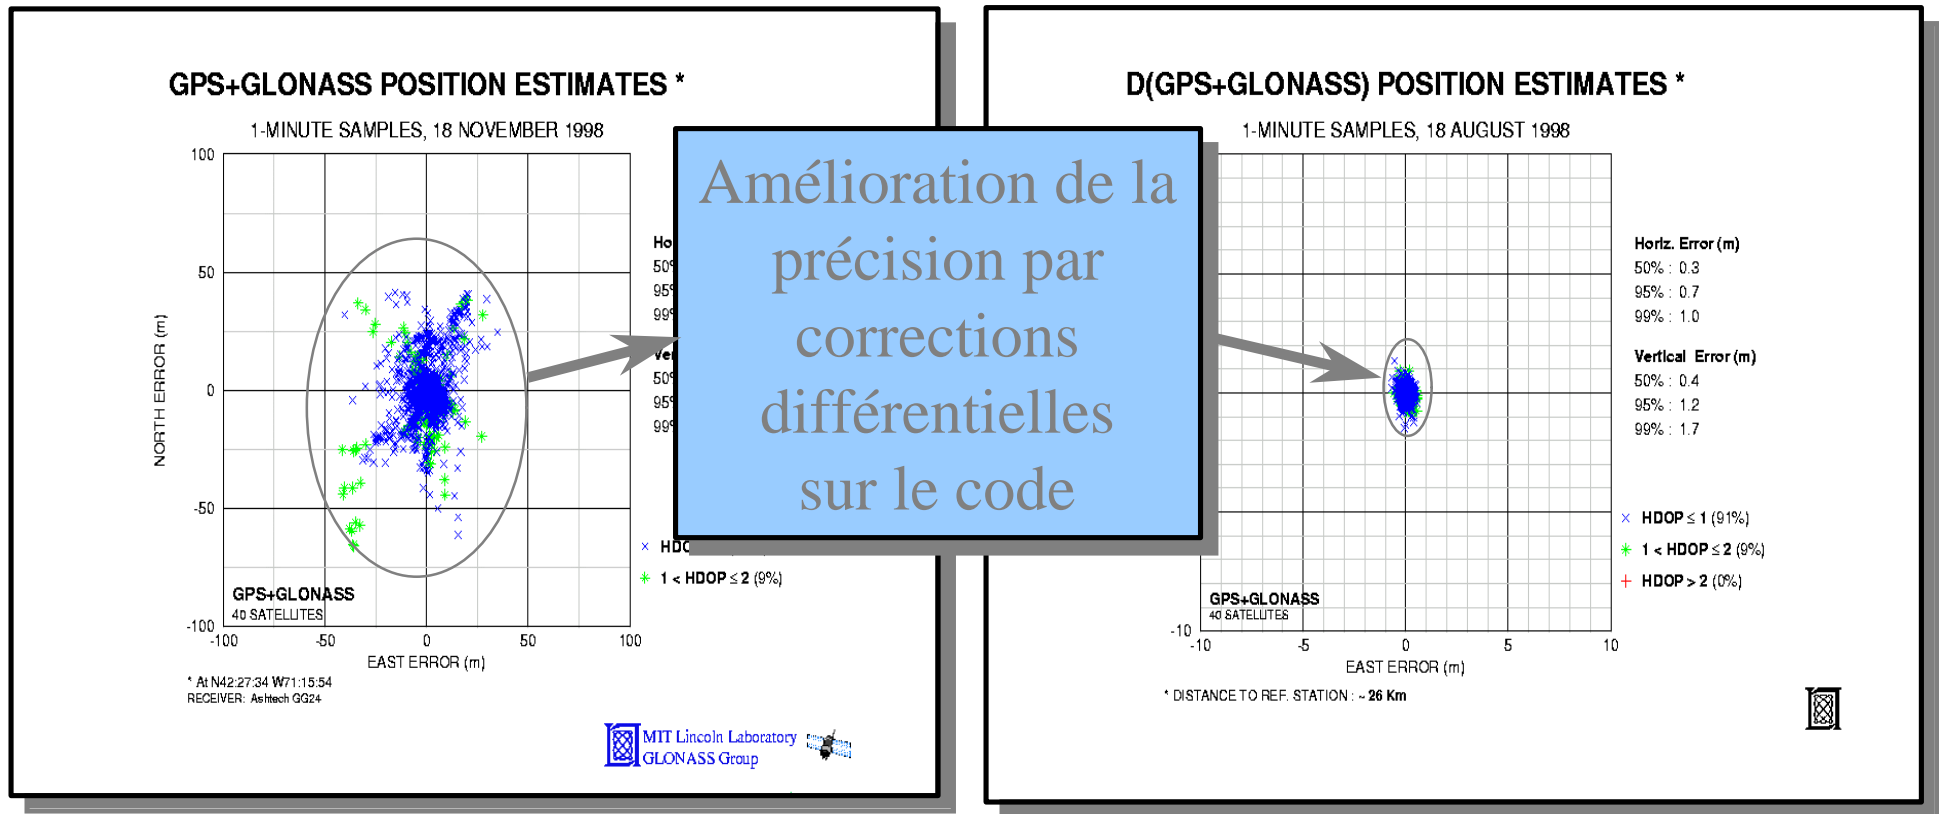 GPS+GLONASS POSITION ESTIMATES *
1-MINUTE SAMPLES, 18 NOVEMBER 1998
100
50
0
-50
-100
NORTH ERROR (m)
-100 -50 0 50 100
EAST ERROR (m)
GPS+GLONASS
40 SATELLITES
50%
95%
99%
50%
95%
99%
1 < HDOP ≤ 2 (9%)
* At N42:27:34 W71:15:54
RECEIVER: Ashtech GG24
MIT Lincoln Laboratory
GLONASS Group
Amélioration de la
précision par
corrections
différentielles
sur le code
D(GPS+GLONASS) POSITION ESTIMATES *
1-MINUTE SAMPLES, 18 AUGUST 1998
Horiz. Error (m)
50% : 0.3
95% : 0.7
99% : 1.0
Vertical Error (m)
50% : 0.4
95% : 1.2
99% : 1.7
HDOP ≤ 1 (91%)
1 < HDOP ≤ 2 (9%)
HDOP > 2 (0%)
GPS+GLONASS
40 SATELLITES
-10
-10 -5 0 5 10
EAST ERROR (m)
* DISTANCE TO REF. STATION : ~ 26 Km